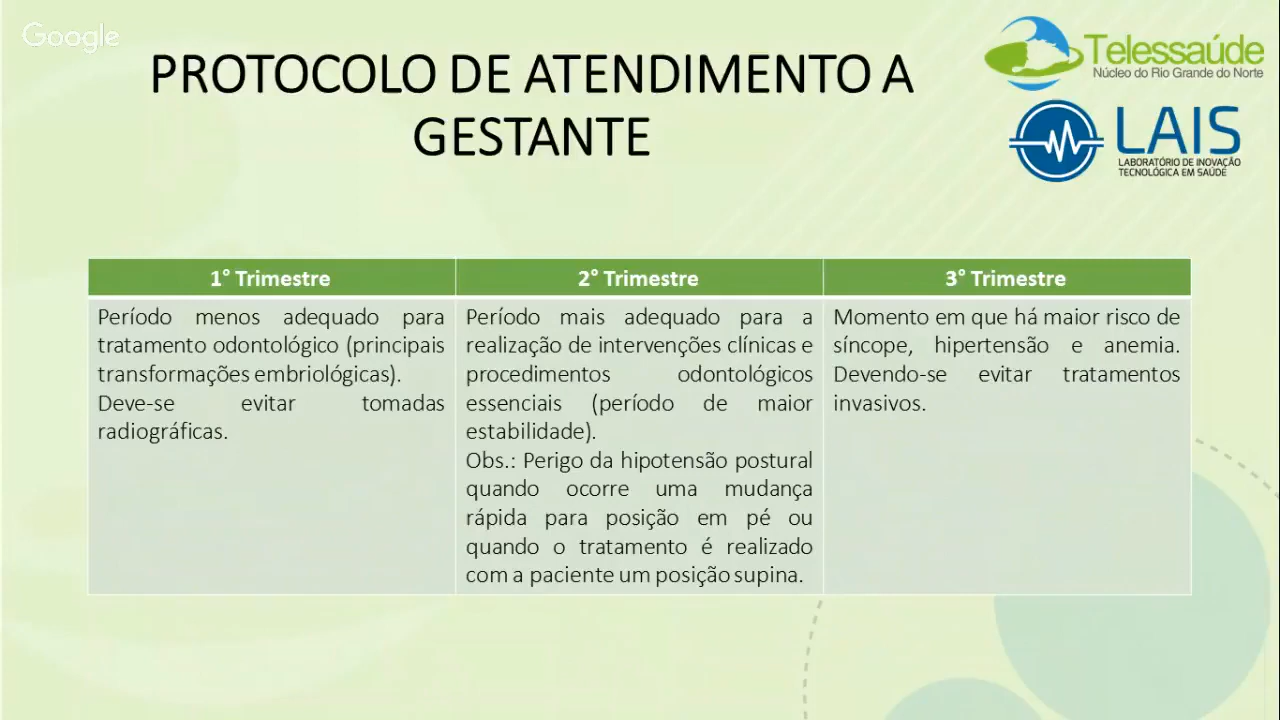 Google
PROTOCOLO DE ATENDIMENTO A
GESTANTE
Telessaúde
Núcleo do Rio Grande do Norte
LAIS
LABORATÓRIO DE INOVAÇÃO
TECNOLÓGICA EM SAÚDE
1° Trimestre
Período menos adequado para
tratamento odontológico (principais
transformações embriológicas).
Deve-se evitar tomadas
radiográficas.
2° Trimestre
Período mais adequado para a
realização de intervenções clínicas e
procedimentos odontológicos
essenciais (período de maior
estabilidade).
Obs.: Perigo da hipotensão postural
quando ocorre uma mudança
rápida para posição em pé ou
quando o tratamento é realizado
com a paciente um posição supina.
3° Trimestre
Momento em que há maior risco de
síncope, hipertensão e anemia.
Devendo-se evitar tratamentos
invasivos.